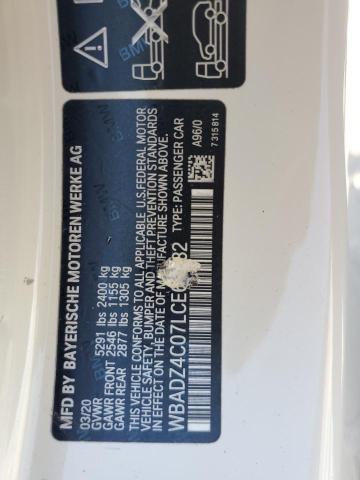 MFD BY BAYERISCHE MOTOREN WERKE AG
03/20
GVWR 5291 lbs 2400 kg
GAWR FRONT 2546 lbs 1155 kg
GAWR REAR 2877 lbs 1305 kg
THIS VEHICLE CONFORMS TO ALL APPLICABLE U.S. FEDERAL MOTOR
VEHICLE SAFETY, BUMPER AND THEFT PREVENTION STANDARDS
IN EFFECT ON THE DATE OF MANUFACTURE SHOWN ABOVE.
TYPE: PASSENGER CAR
A96/0
7 315 814
BMW